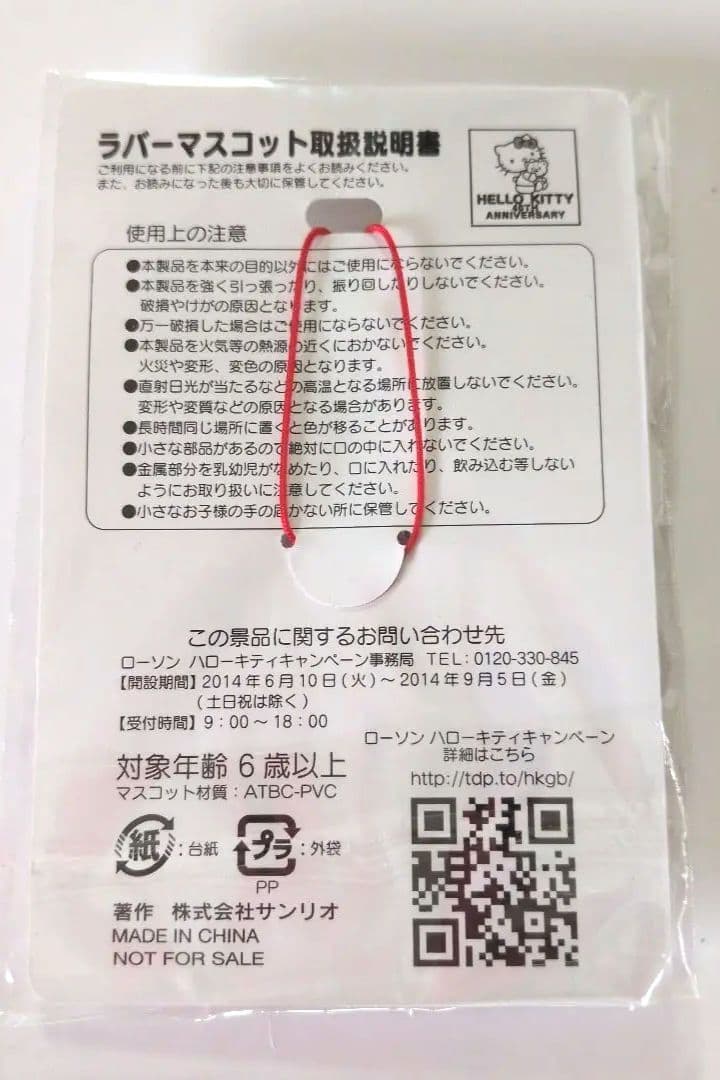 ラバーマスコット取扱説明書
ご利用になる前に下記の注意事項をよくお読みください。
また、お読みになった後も大切に保管してください。
HELLO KITTY
40TH
ANNIVERSARY
使用上の注意
●本製品を本来の目的以外にはご使用にならないでください。
●本製品を強く引っ張ったり、振り回したりしないでください。
破損やけがの原因となります。
●万一破損した場合はご使用にならないでください。
●本製品を火気等の熱源の近くにおかないでください。
火災や変形、変色の原因となります。
●直射日光が当たるなどの高温となる場所に放置しないでください。
変形や変質などの原因となる場合があります。
●長時間同じ場所に置くと色が移ることがあります。
●小さな部品があるので絶対に口の中に入れないでください。
●金属部分を乳幼児がなめたり、口に入れたり、飲み込む等しない
ようにお取り扱いに注意してください。
●小さなお子様の手の届かない所に保管してください。
この景品に関するお問い合わせ先
ローソン ハローキティキャンペーン事務局 TEL:0120-330-845
【開設期間】2014年6月10日(火)~2014年9月5日(金)
(土日祝は除く)
【受付時間】9:00~18:00
対象年齢 6 歳以上
マスコット材質:ATBC-PVC
紙:台紙 プラ:外袋
PP
著作 株式会社サンリオ
MADE IN CHINA
NOT FOR SALE
ローソン ハローキティキャンペーン
詳細はこちら
http://tdp.to/hkgb/